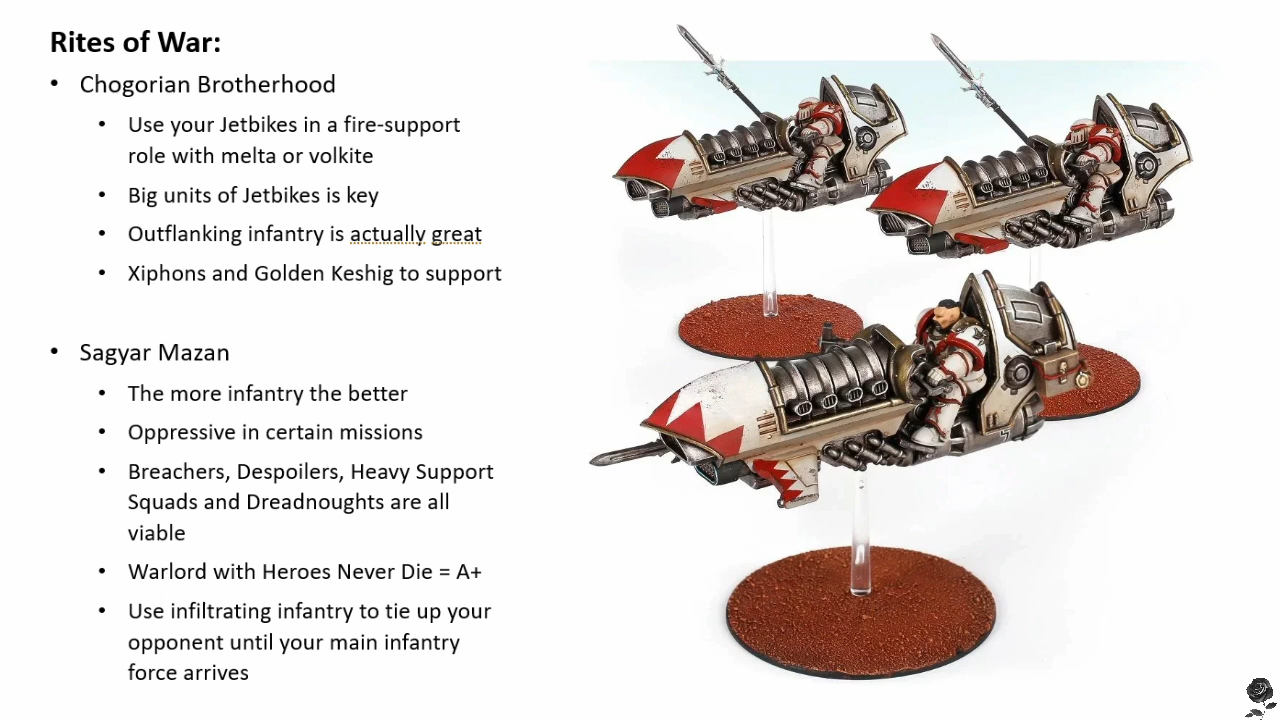 Rites of War:
• Chogorian Brotherhood
• Use your Jetbikes in a fire-support
role with melta or volkite
• Big units of Jetbikes is key
• Outflanking infantry is actually great
• Xiphons and Golden Keshig to support
• Sagyar Mazan
• The more infantry the better
• Oppressive in certain missions
• Breachers, Despoilers, Heavy Support
Squads and Dreadnoughts are all
viable
• Warlord with Heroes Never Die = A+
• Use infiltrating infantry to tie up your
opponent until your main infantry
force arrives